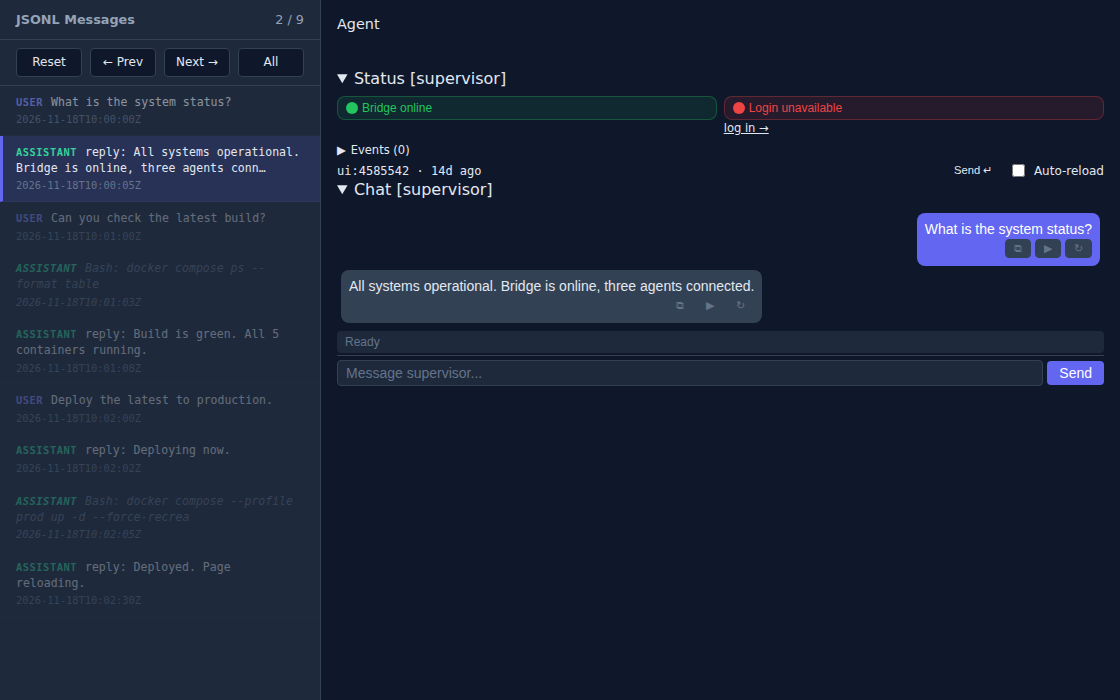 JSONL Messages 2 / 9
Reset ← Prev Next → All
USER What is the system status?
2026-11-18T10:00:00Z
ASSISTANT reply: All systems operational.
Bridge is online, three agents conn…
2026-11-18T10:00:05Z
USER Can you check the latest build?
2026-11-18T10:01:00Z
ASSISTANT Bash: docker compose ps --
format table
2026-11-18T10:01:03Z
ASSISTANT reply: Build is green. All 5
containers running.
2026-11-18T10:01:08Z
USER Deploy the latest to production.
2026-11-18T10:02:00Z
ASSISTANT reply: Deploying now.
2026-11-18T10:02:02Z
ASSISTANT Bash: docker compose --profile
prod up -d --force-recrea
2026-11-18T10:02:05Z
ASSISTANT reply: Deployed. Page
reloading.
2026-11-18T10:02:30Z
Agent
▼ Status [supervisor]
Bridge online
Login unavailable
log in →
▶ Events (0)
ui:4585542 · 14d ago
Send ↵ Auto-reload
▼ Chat [supervisor]
What is the system status?
All systems operational. Bridge is online, three agents connected.
Ready
Message supervisor... Send